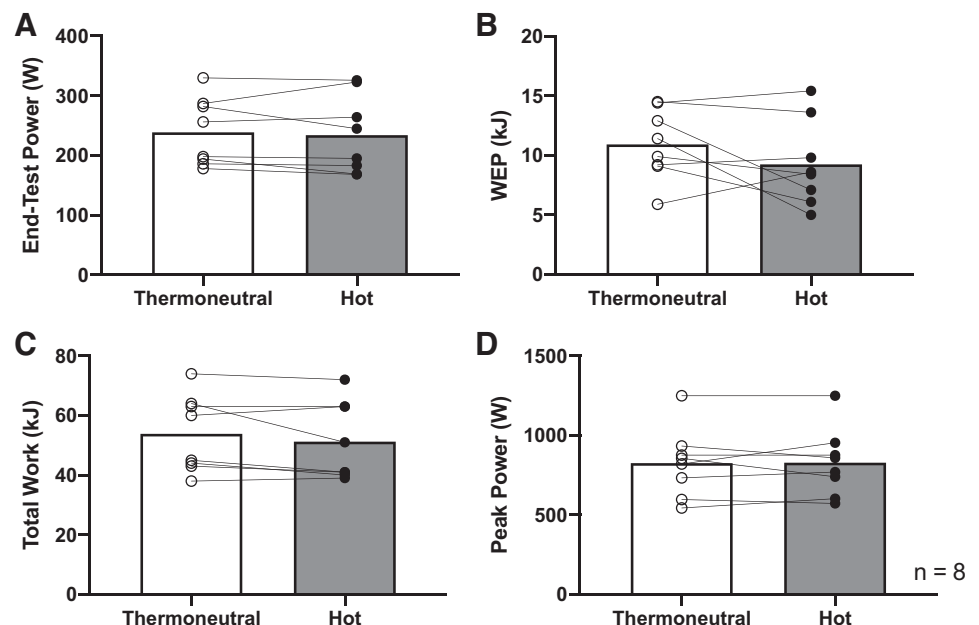 A
End-Test Power (W)
400
300
200
100
0
Thermoneutral
Hot
B
WEP (kJ)
20
15
10
5
0
Thermoneutral
Hot
C
Total Work (kJ)
80
60
40
20
0
Thermoneutral
Hot
D
Peak Power (W)
1500
1000
500
0
Thermoneutral
Hot
n = 8